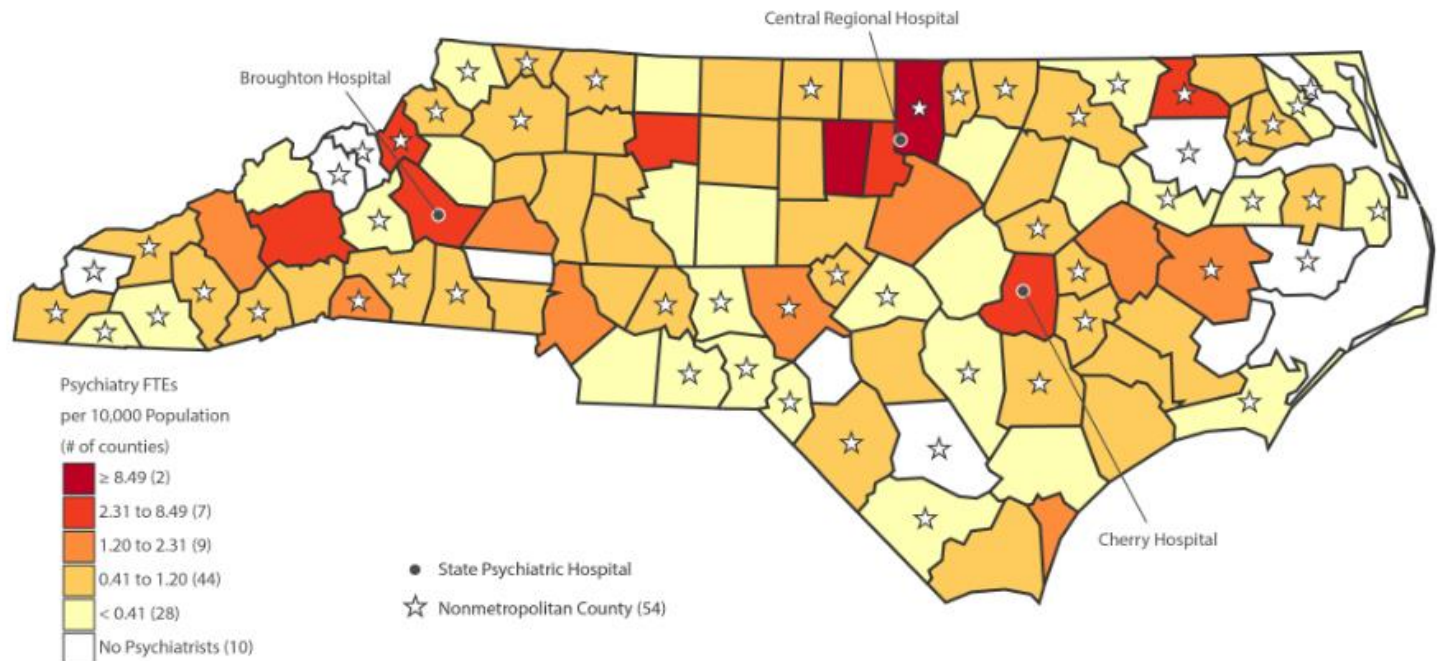 Central Regional Hospital
Broughton Hospital
Psychiatry FTEs
per 10,000 Population
(# of counties)
≥ 8.49 (2)
2.31 to 8.49 (7)
1.20 to 2.31 (9)
0.41 to 1.20 (44)
< 0.41 (28)
No Psychiatrists (10)
State Psychiatric Hospital
Nonmetropolitan County (54)
Cherry Hospital